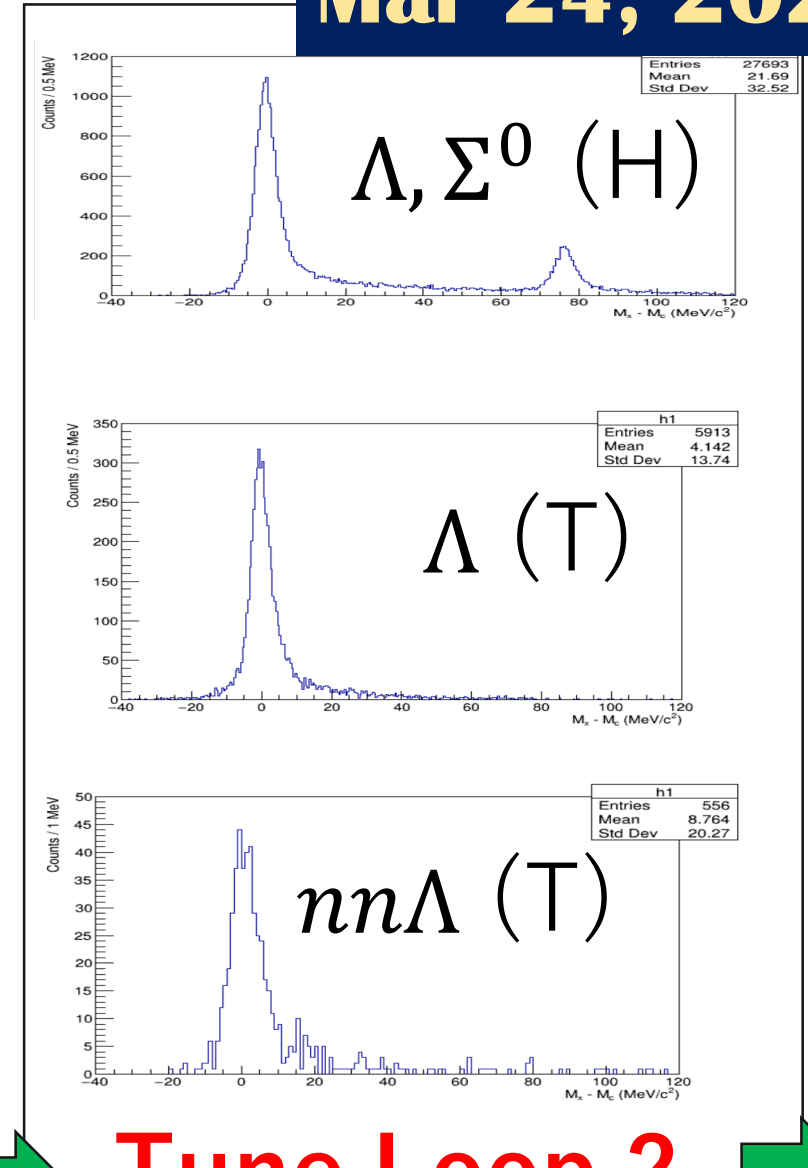 Mar 24, 202
1200
1000
800
600
400
200
0
Counts / 0.5 MeV
Entries 27693
Mean 21.69
Std Dev 32.52
Λ, Σ⁰ (H)
−40 −20 0 20 40 60 80 100 120
Mₓ - M꜀ (MeV/c²)
350
300
250
200
150
100
50
0
Counts / 0.5 MeV
h1
Entries 5913
Mean 4.142
Std Dev 13.74
Λ (T)
−40 −20 0 20 40 60 80 100 120
Mₓ - M꜀ (MeV/c²)
50
45
40
35
30
25
20
15
10
5
0
Counts / 1 MeV
h1
Entries 556
Mean 8.764
Std Dev 20.27
nnΛ (T)
−40 −20 0 20 40 60 80 100 120
Mₓ - M꜀ (MeV/c²)
Tune Loop 2